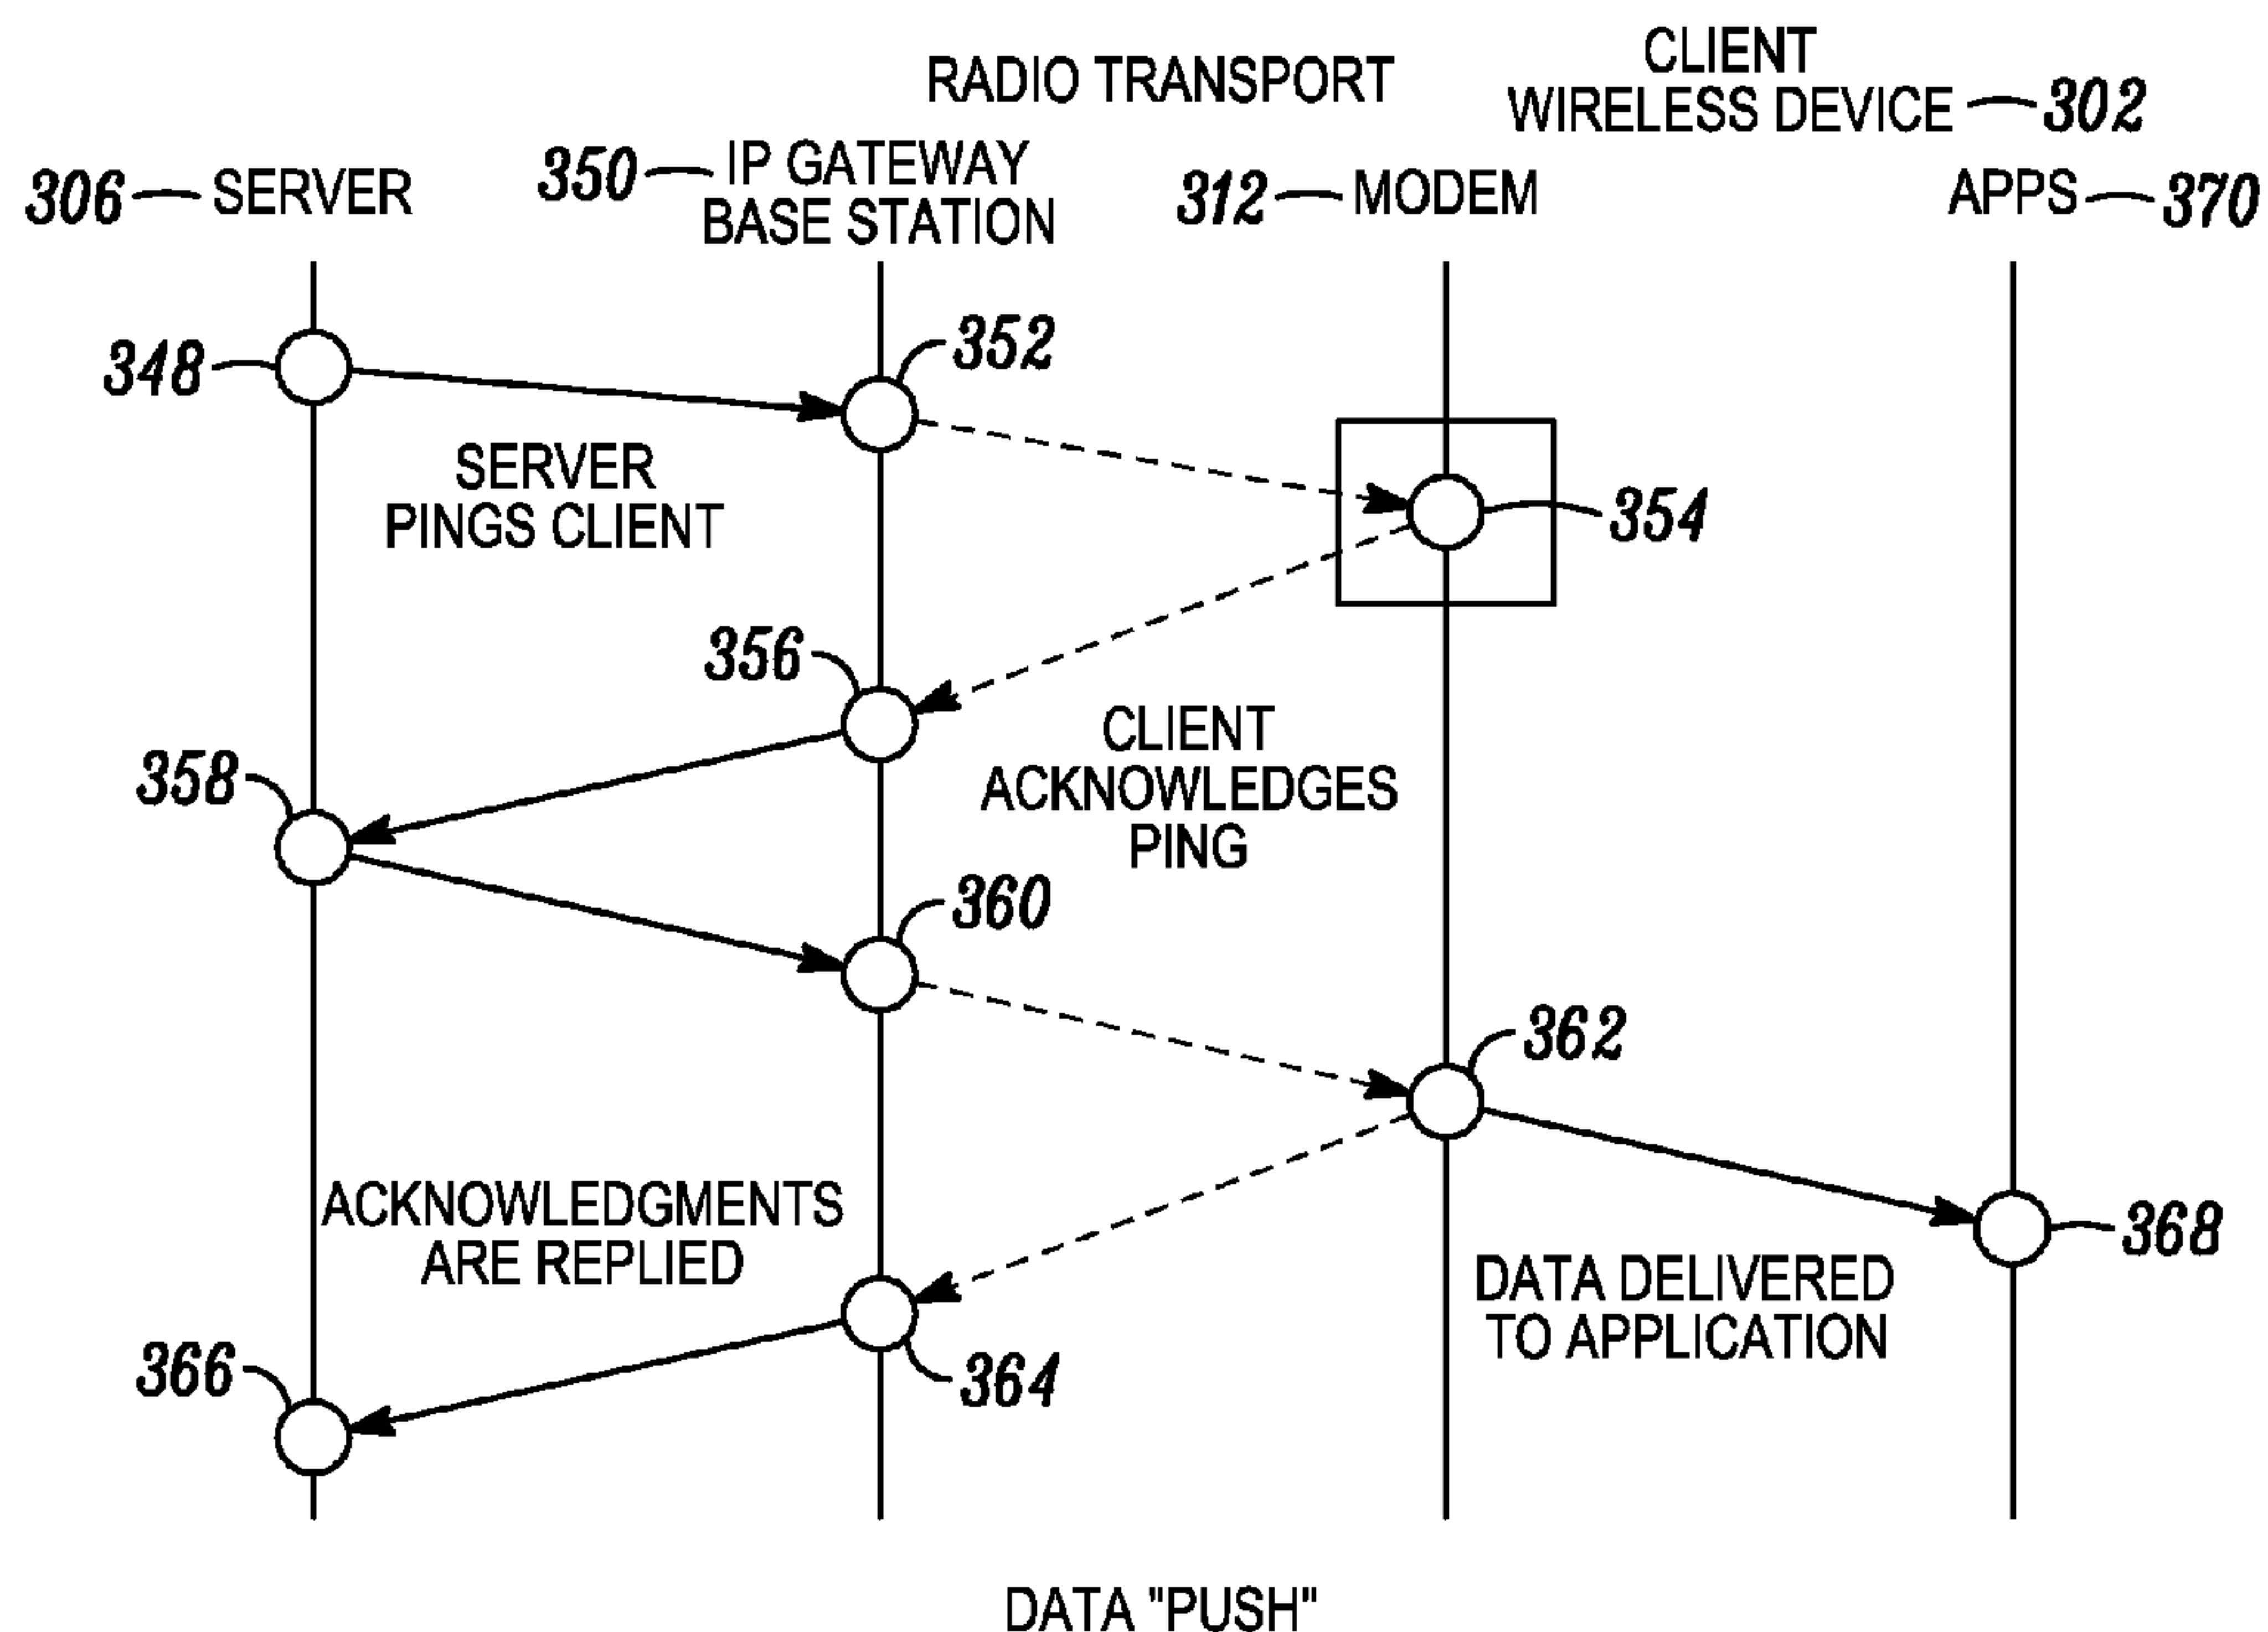 RADIO TRANSPORT
CLIENT
WIRELESS DEVICE 302
306 SERVER
350 IP GATEWAY
BASE STATION
312 MODEM
APPS 370
348
352
SERVER
PINGS CLIENT
354
356
CLIENT
ACKNOWLEDGES
PING
358
360
362
ACKNOWLEDGMENTS
ARE REPLIED
368
DATA DELIVERED
TO APPLICATION
364
366
DATA "PUSH"